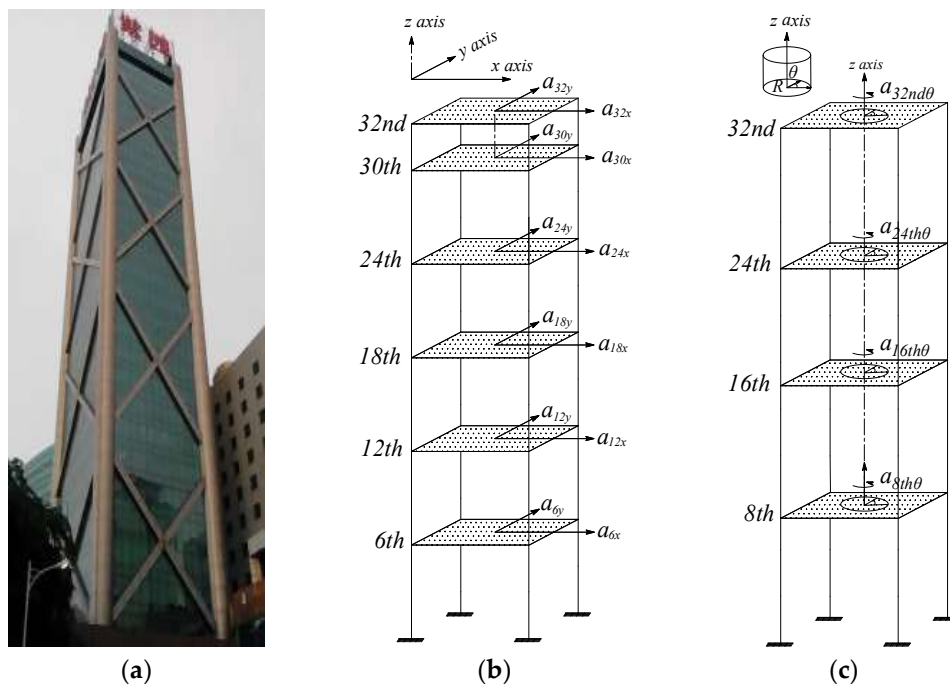 z axis
y axis
x axis
a32y
32nd
a32x
a30y
30th
a30x
a24y
24th
a24x
a18y
18th
a18x
a12y
12th
a12x
a6y
6th
a6x
(a)
(b)
z axis
θ
R
z axis
a32ndθ
32nd
a24thθ
24th
a16thθ
16th
a8thθ
8th
(c)